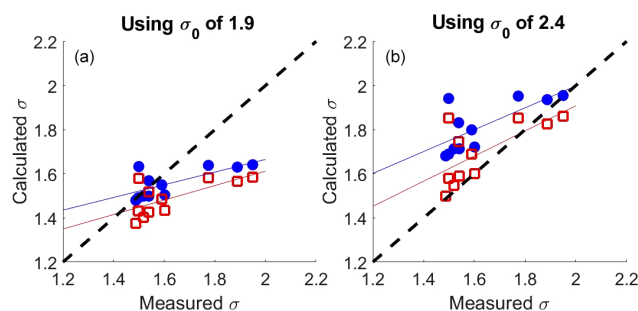 Using σ0 of 1.9
(a)
Calculated σ
2.2
2
1.8
1.6
1.4
1.2
1.2 1.4 1.6 1.8 2 2.2
Measured σ
Using σ0 of 2.4
(b)
Calculated σ
2.2
2
1.8
1.6
1.4
1.2
1.2 1.4 1.6 1.8 2 2.2
Measured σ